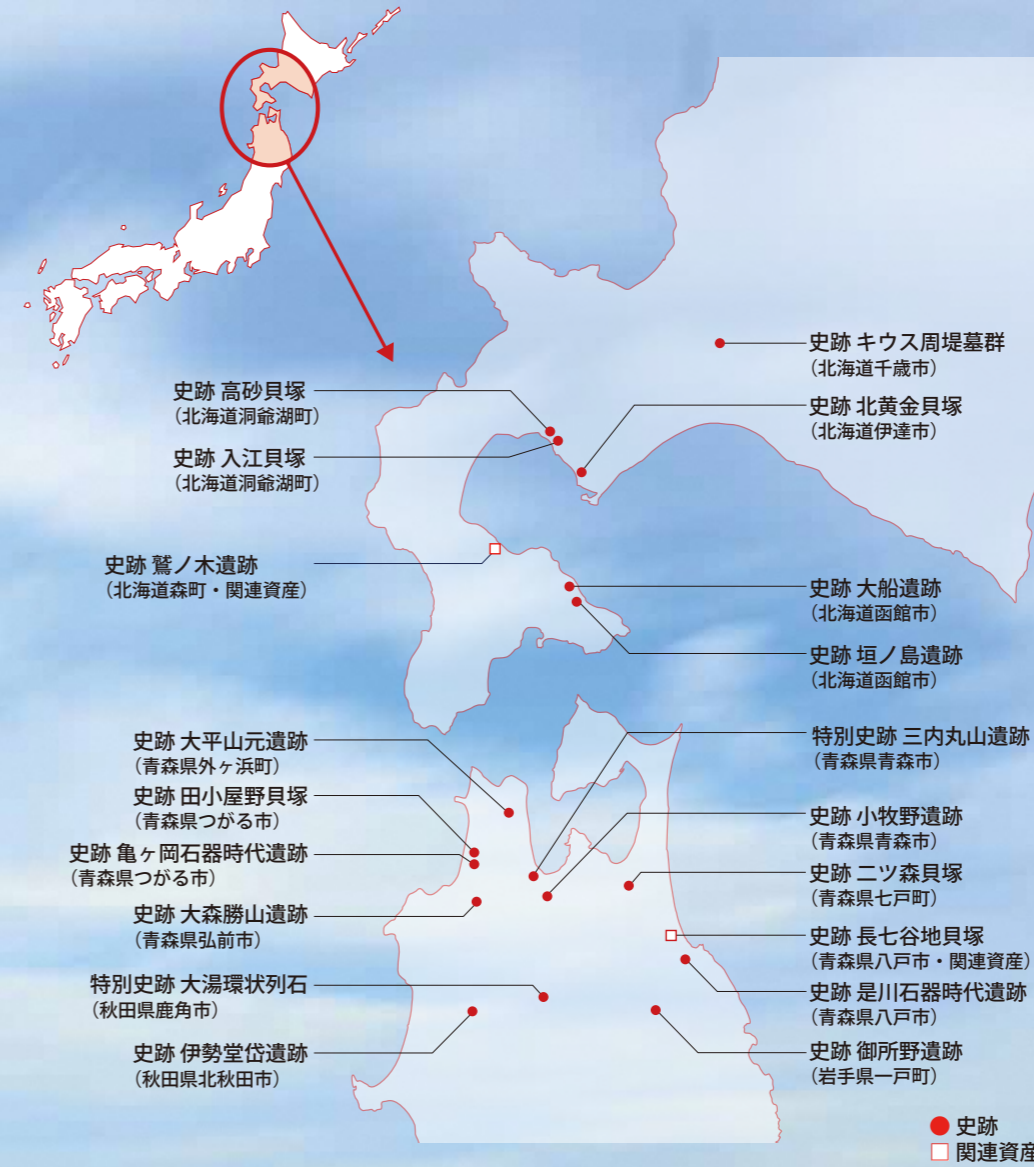 史跡 高砂貝塚
(北海道洞爺湖町)
史跡 入江貝塚
(北海道洞爺湖町)
史跡 鷲ノ木遺跡
(北海道森町・関連資産)
史跡 大平山元遺跡
(青森県外ヶ浜町)
史跡 田小屋野貝塚
(青森県つがる市)
史跡 亀ヶ岡石器時代遺跡
(青森県つがる市)
史跡 大森勝山遺跡
(青森県弘前市)
特別史跡 大湯環状列石
(秋田県鹿角市)
史跡 伊勢堂岱遺跡
(秋田県北秋田市)
史跡 キウス周堤墓群
(北海道千歳市)
史跡 北黄金貝塚
(北海道伊達市)
史跡 大船遺跡
(北海道函館市)
史跡 垣ノ島遺跡
(北海道函館市)
特別史跡 三内丸山遺跡
(青森県青森市)
史跡 小牧野遺跡
(青森県青森市)
史跡 二ツ森貝塚
(青森県七戸町)
史跡 長七谷地貝塚
(青森県八戸市・関連資産)
史跡 是川石器時代遺跡
(青森県八戸市)
史跡 御所野遺跡
(岩手県一戸町)
史跡
関連資産